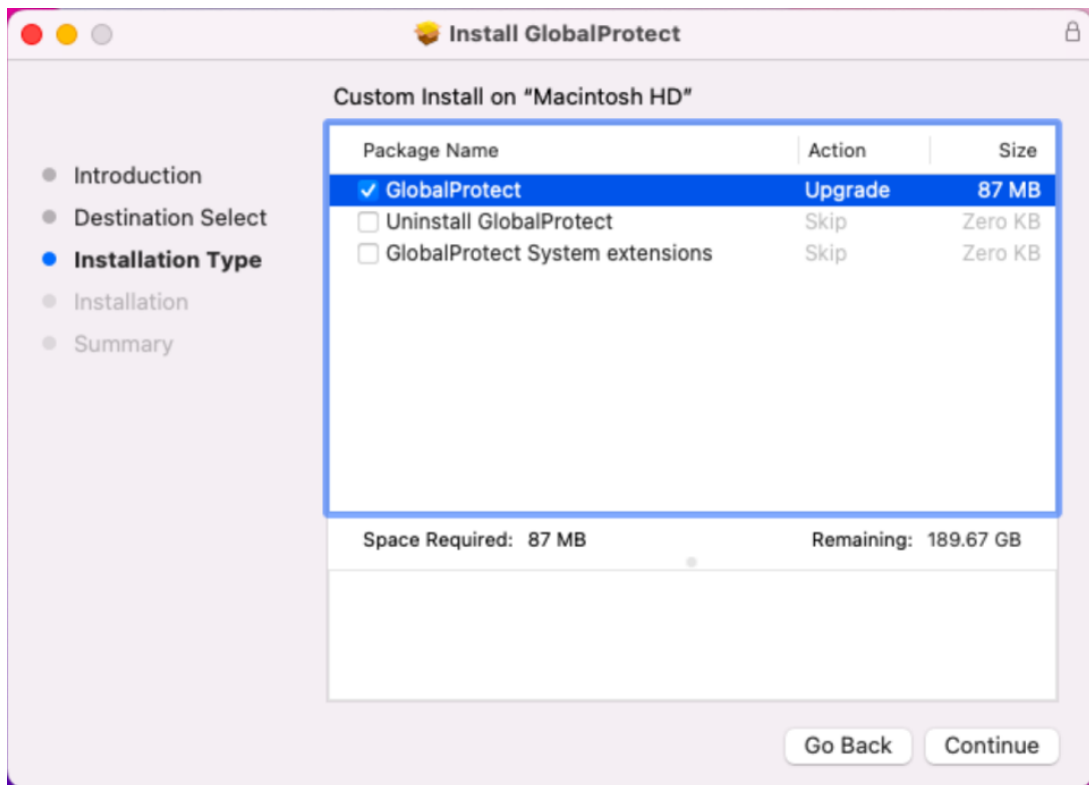 Install GlobalProtect
Custom Install on “Macintosh HD”
Introduction
Destination Select
Installation Type
Installation
Summary
Package Name Action Size
GlobalProtect Upgrade 87 MB
Uninstall GlobalProtect Skip Zero KB
GlobalProtect System extensions Skip Zero KB
Space Required: 87 MB Remaining: 189.67 GB
Go Back Continue